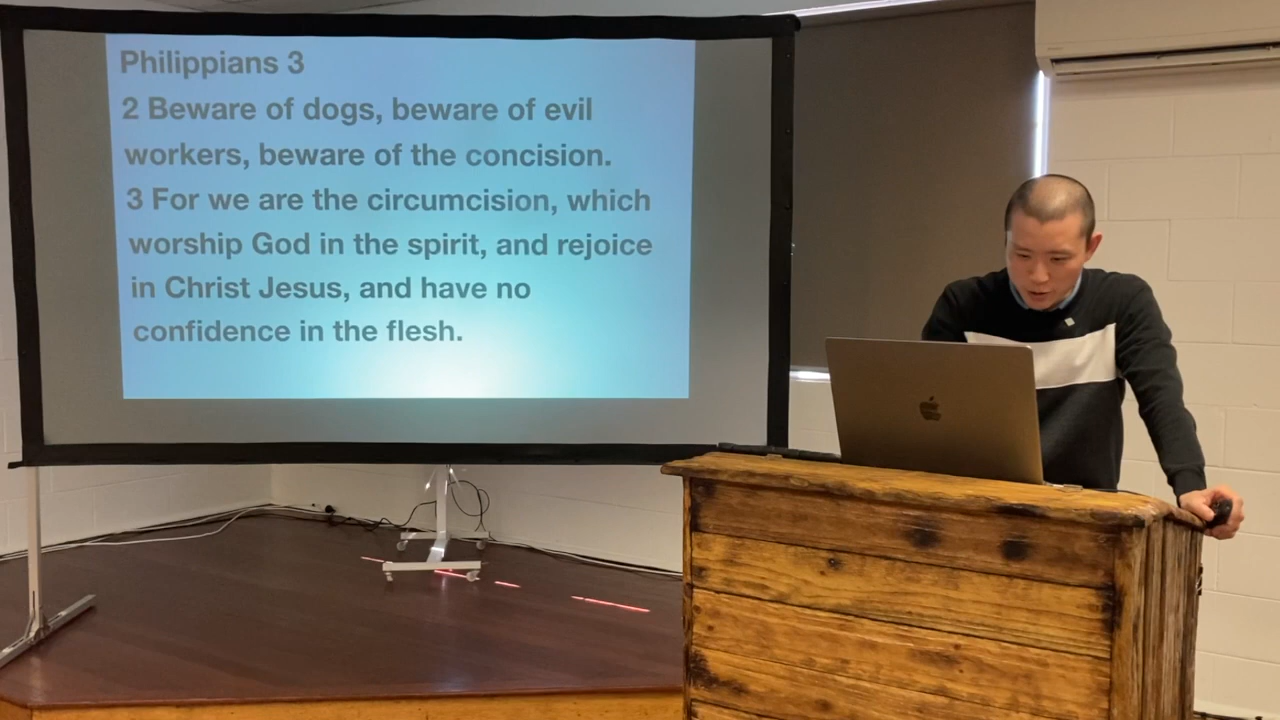 Philippians 3
2 Beware of dogs, beware of evil
workers, beware of the concision.
3 For we are the circumcision, which
worship God in the spirit, and rejoice
in Christ Jesus, and have no
confidence in the flesh.